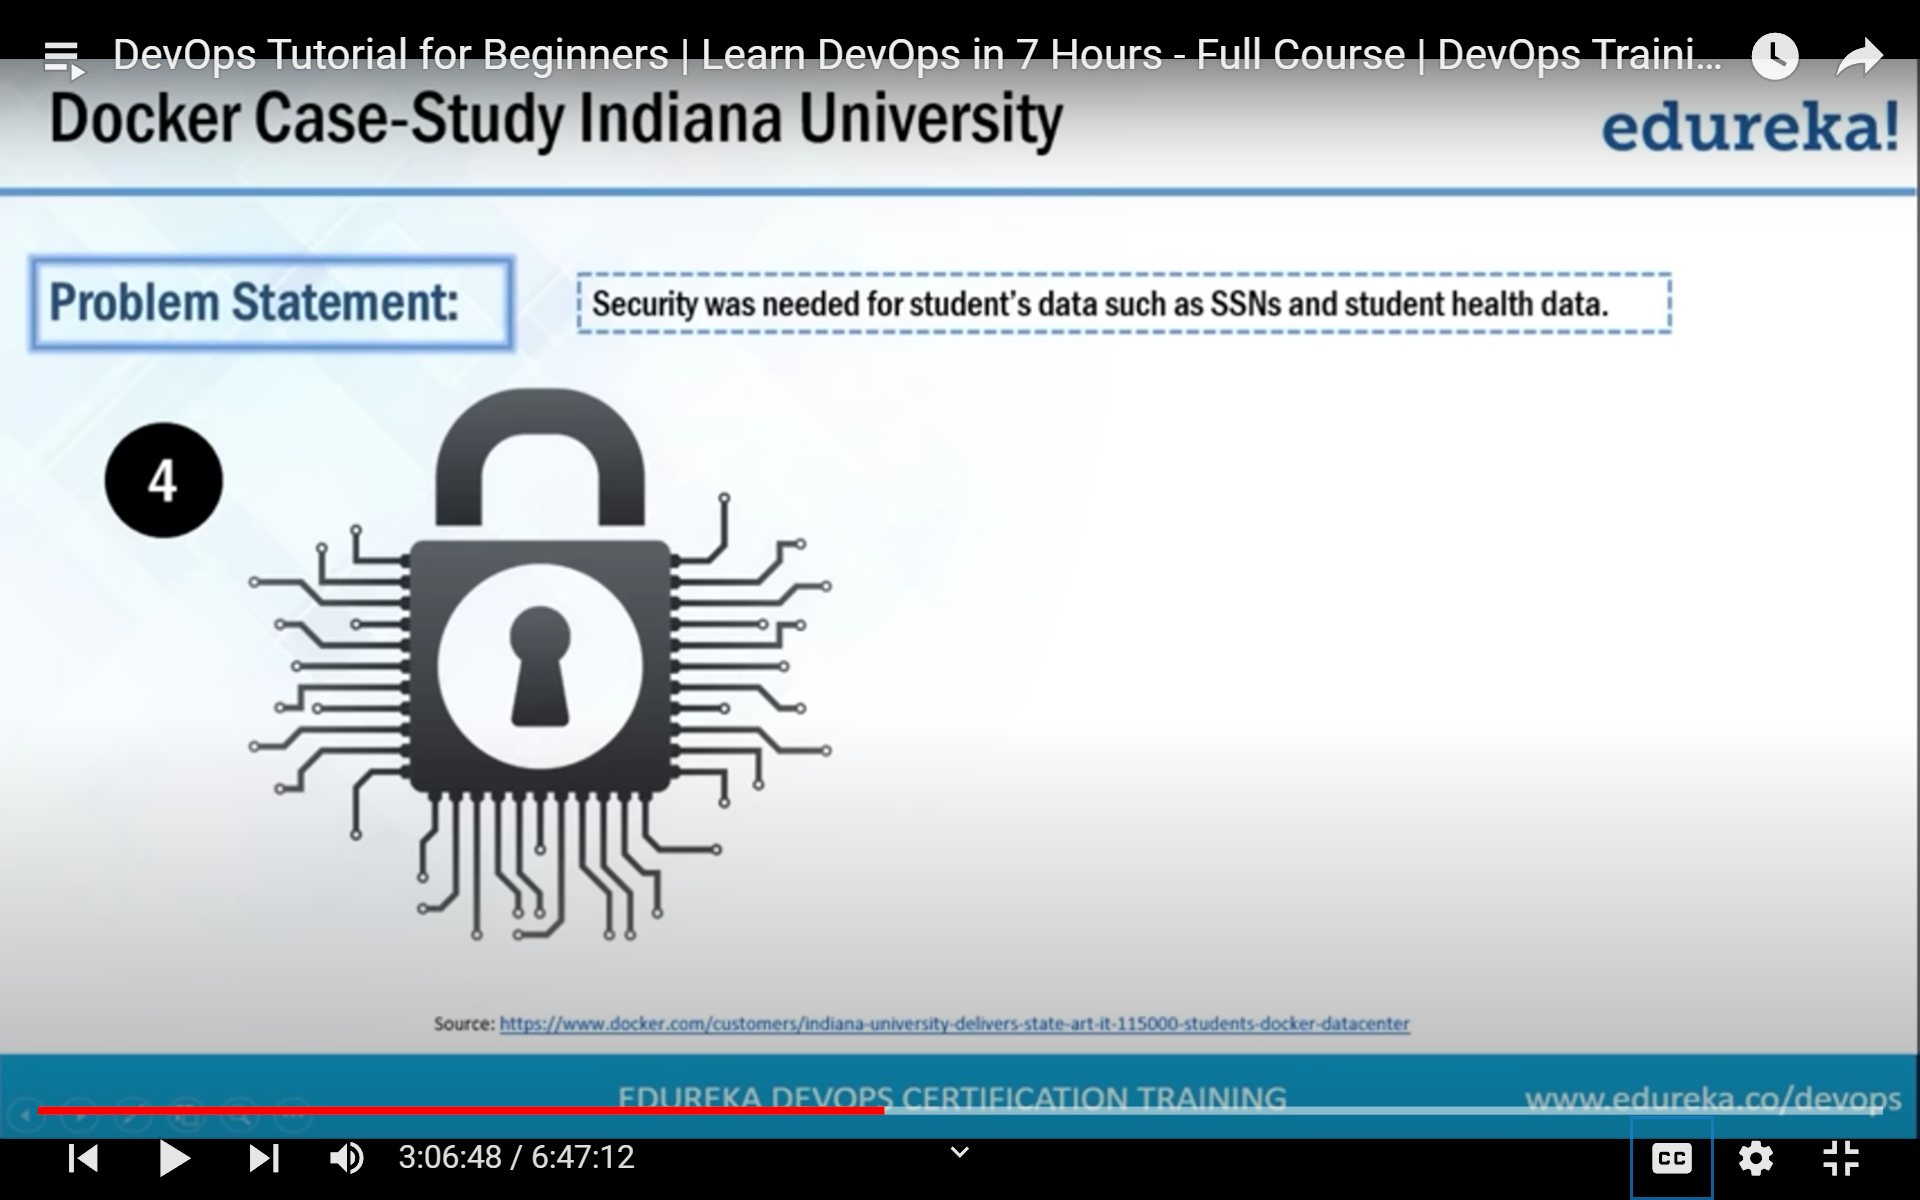 DevOps Tutorial for Beginners | Learn DevOps in 7 Hours - Full Course | DevOps Traini...
Docker Case-Study Indiana University
edureka!
Problem Statement:
Security was needed for student's data such as SSNs and student health data.
4
Source: https://www.docker.com/customers/indiana-university-delivers-state-art-it-115000-students-docker-datacenter
EDUREKA DEVOPS CERTIFICATION TRAINING
www.edureka.co/devops
3:06:48 / 6:47:12
CC